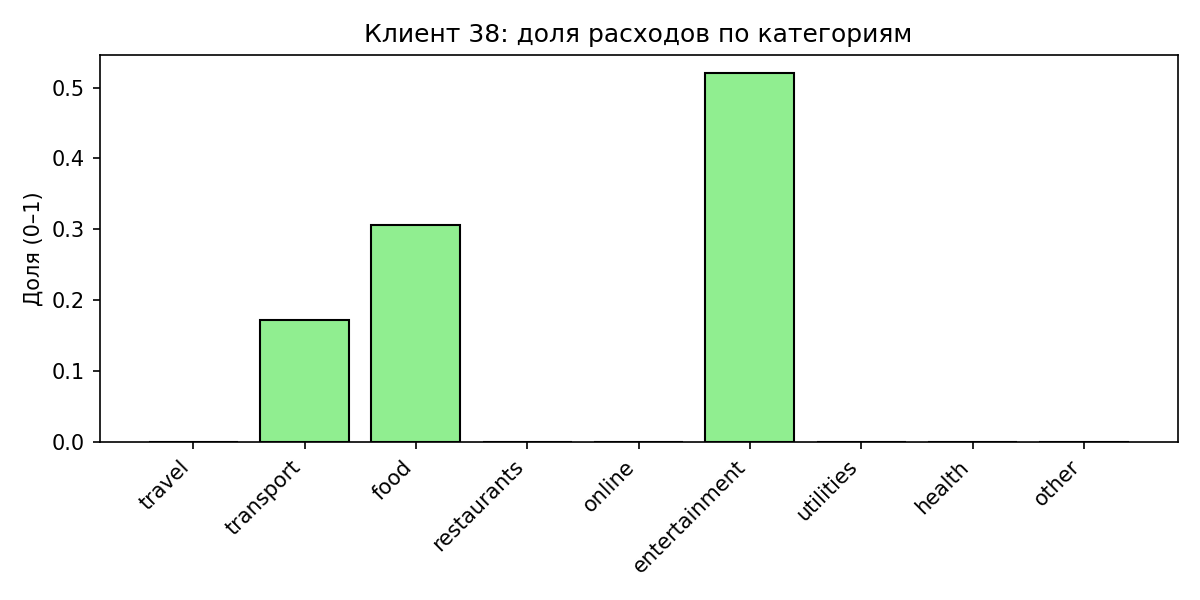 Клиент 38: доля расходов по категориям
Доля (0–1)
0.5
0.4
0.3
0.2
0.1
0.0
travel
transport
food
restaurants
online
entertainment
utilities
health
other